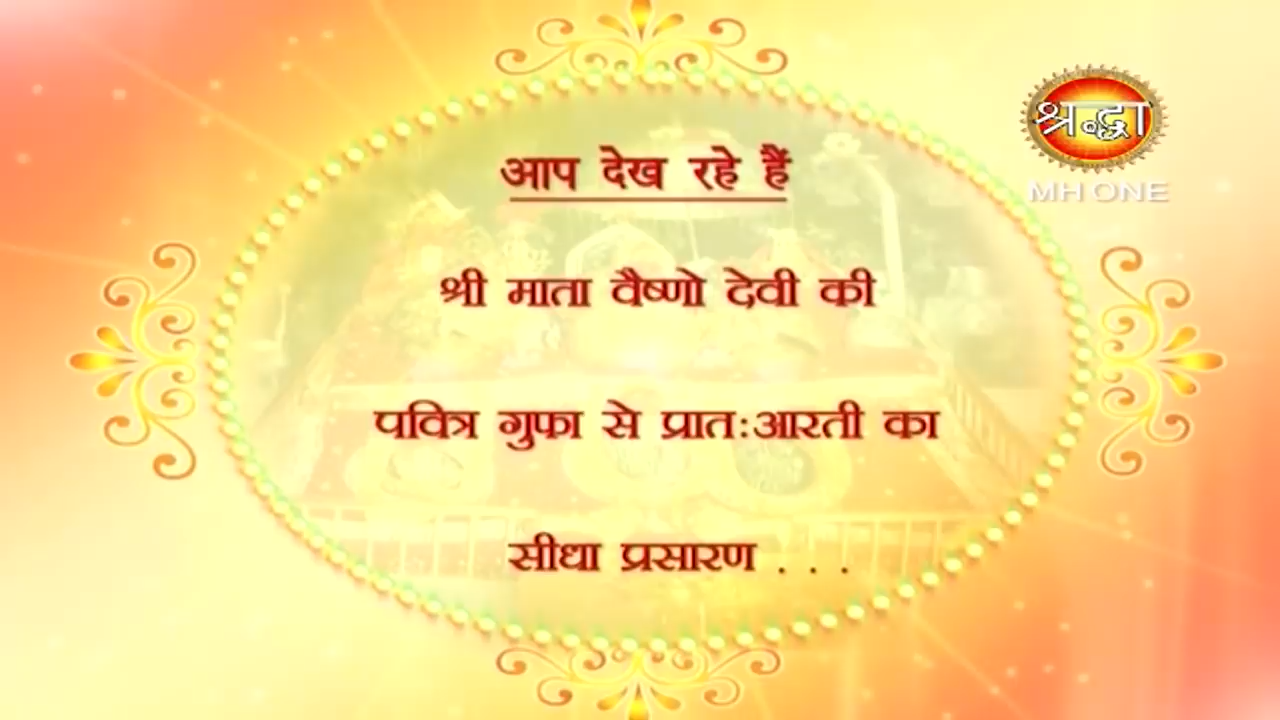 श्रद्धा
MH ONE
आप देख रहे हैं
श्री माता वैष्णो देवी की
पवित्र गुफा से प्रातःआरती का
सीधा प्रसारण . . .